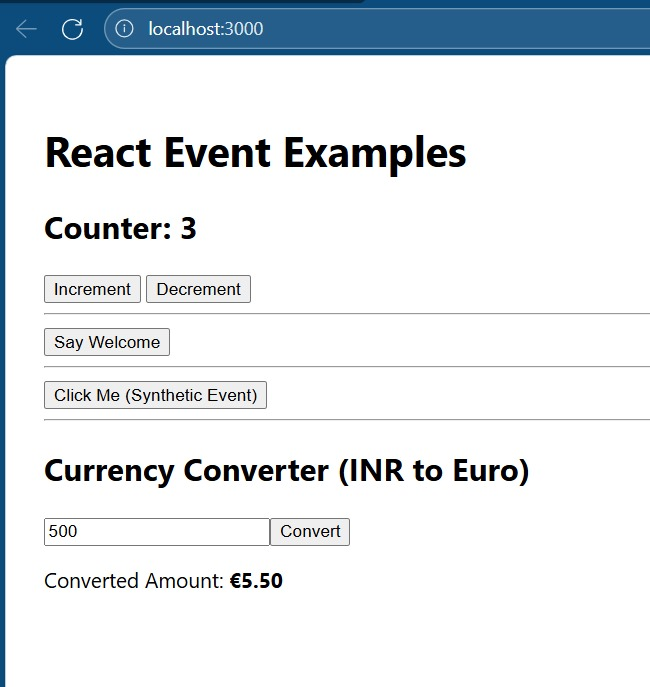 localhost:3000
React Event Examples
Counter: 3
Increment Decrement
Say Welcome
Click Me (Synthetic Event)
Currency Converter (INR to Euro)
500 Convert
Converted Amount: €5.50